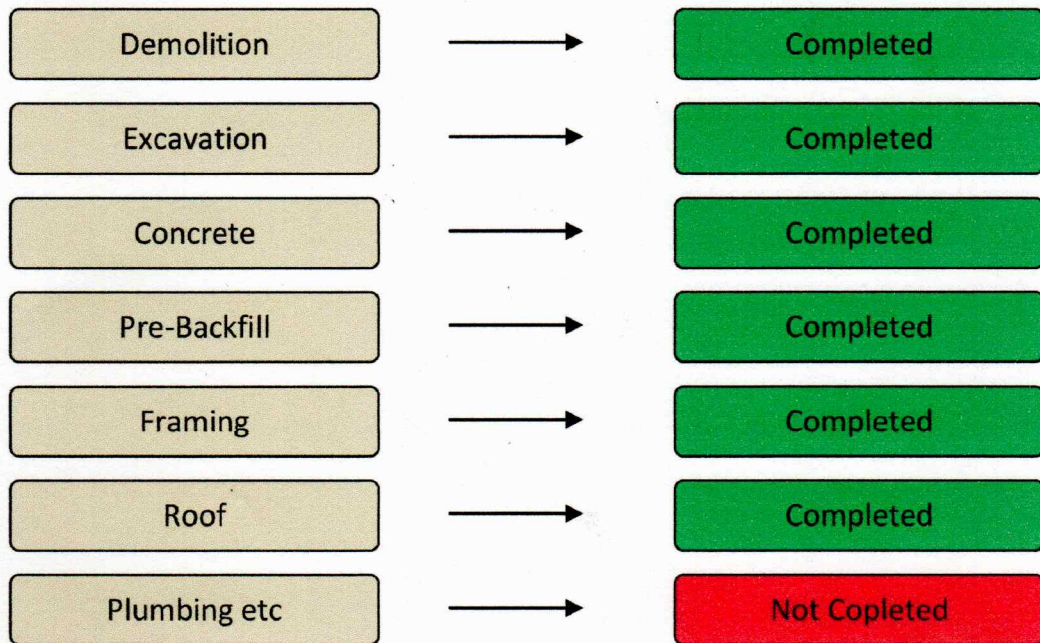 Demolition
Completed
Excavation
Completed
Concrete
Completed
Pre-Backfill
Completed
Framing
Completed
Roof
Completed
Plumbing etc
Not Copleted